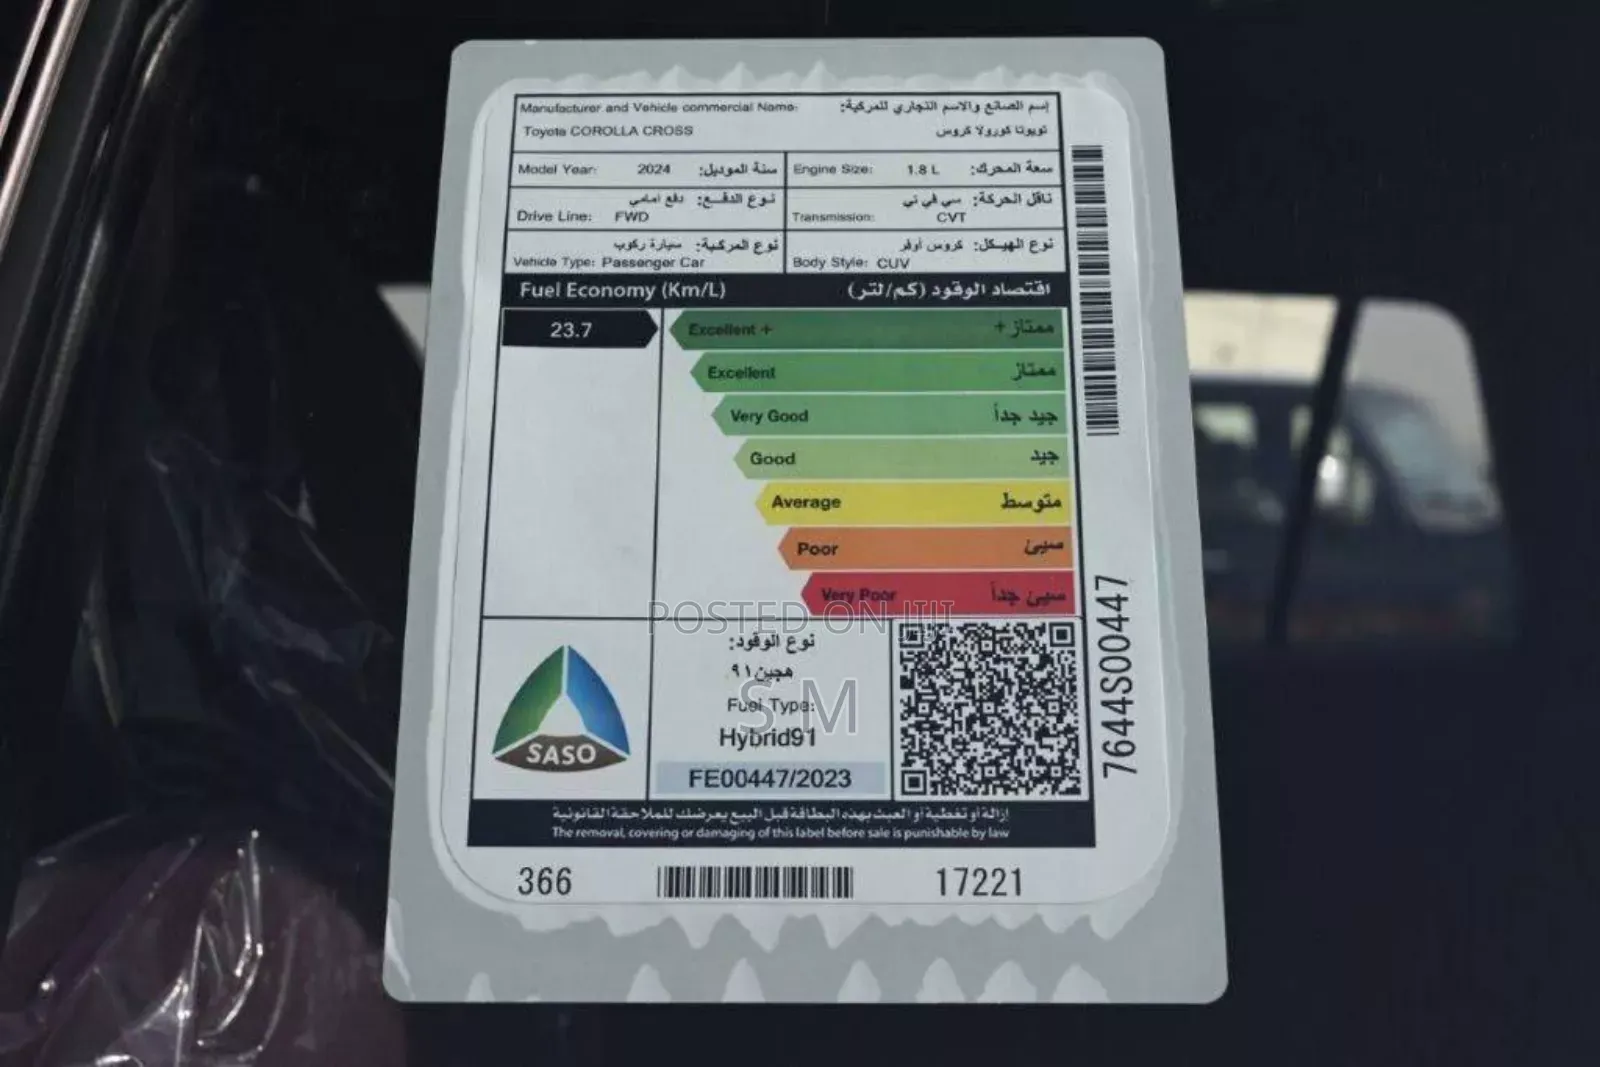 Manufacturer and Vehicle commercial Name: إسم الصانع والاسم التجاري للمركبة:
Toyota COROLLA CROSS تويوتا كورولا كروس
Model Year: 2024 سنة الموديل: Engine Size: 1.8 L سعة المحرك:
نوع الدفع: دفع امامي ناقل الحركة: سي في تي
Drive Line: FWD Transmission: CVT
نوع المركبة: سيارة ركوب نوع الهيكل: كروس أوفر
Vehicle Type: Passenger Car Body Style: CUV
Fuel Economy (Km/L) اقتصاد الوقود (كم/لتر)
23.7 Excellent + ممتاز +
Excellent ممتاز
Very Good جيد جداً
Good جيد
Average متوسط
Poor سيئ
Very Poor سيئ جداً
POSTED ON JIJI
نوع الوقود:
هجين٩١
S M
Fuel Type:
Hybrid91
SASO
FE00447/2023
إزالة أو تغطية أو العبث بهذه البطاقة قبل البيع يعرضك للملاحقة القانونية
The removal, covering or damaging of this label before sale is punishable by law
366 17221
7644S00447